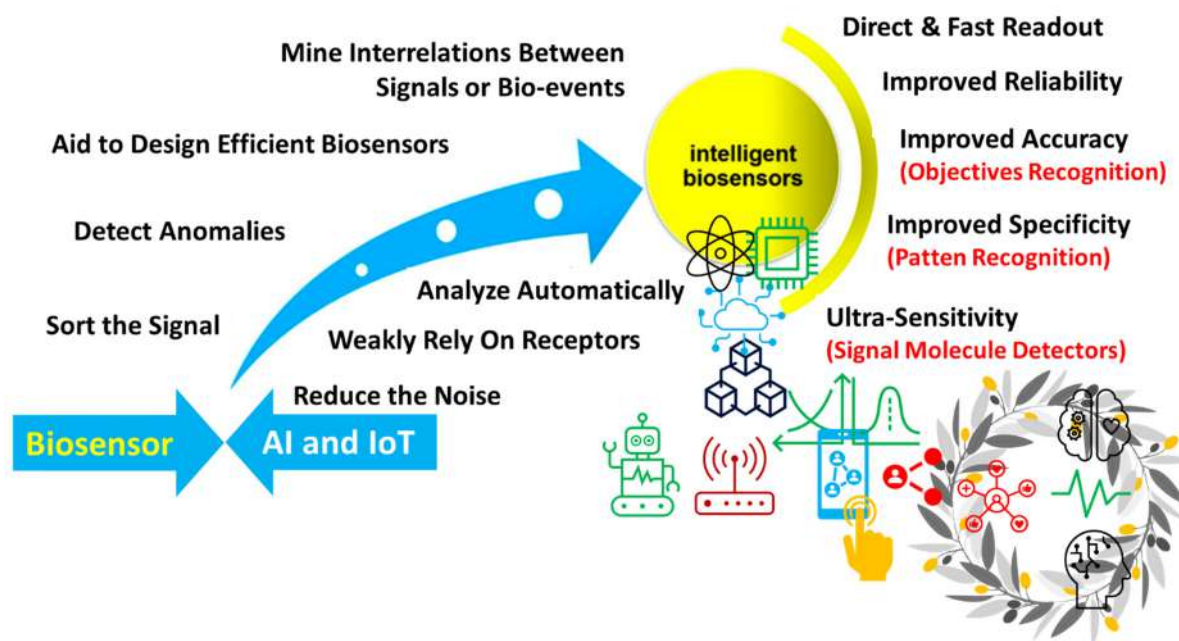 Mine Interrelations Between
Signals or Bio-events
Aid to Design Efficient Biosensors
Detect Anomalies
Sort the Signal
Analyze Automatically
Weakly Rely On Receptors
Reduce the Noise
Biosensor
AI and IoT
intelligent
biosensors
Direct & Fast Readout
Improved Reliability
Improved Accuracy
(Objectives Recognition)
Improved Specificity
(Patten Recognition)
Ultra-Sensitivity
(Signal Molecule Detectors)